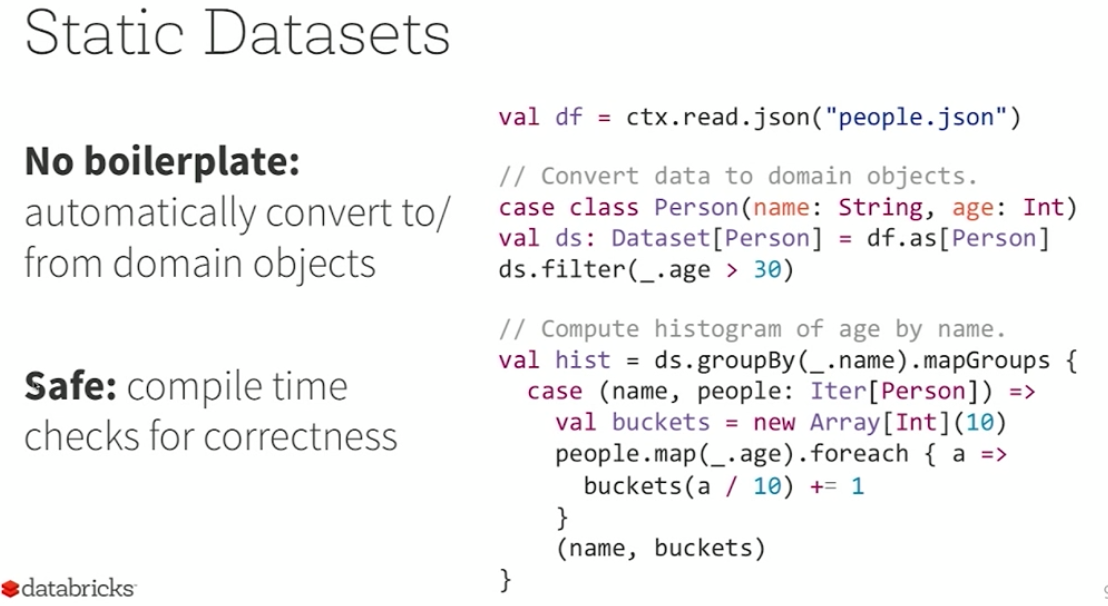 Static Datasets
No boilerplate:
automatically convert to/
from domain objects
Safe: compile time
checks for correctness
val df = ctx.read.json("people.json")
// Convert data to domain objects.
case class Person(name: String, age: Int)
val ds: Dataset[Person] = df.as[Person]
ds.filter(_.age > 30)
// Compute histogram of age by name.
val hist = ds.groupBy(_.name).mapGroups {
case (name, people: Iter[Person]) =>
val buckets = new Array[Int](10)
people.map(_.age).foreach { a =>
buckets(a / 10) += 1
}
(name, buckets)
}
databricks